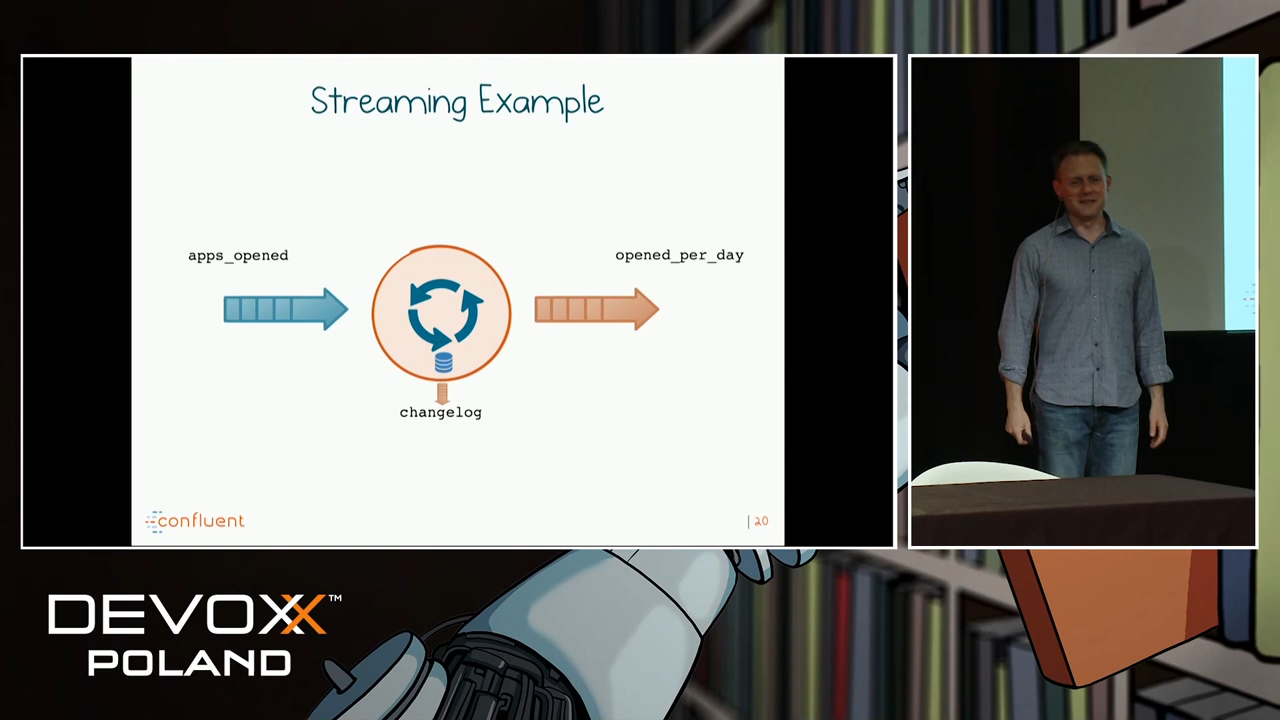 Streaming Example
apps_opened
opened_per_day
changelog
confluent
| 20
DEVOXX™
POLAND